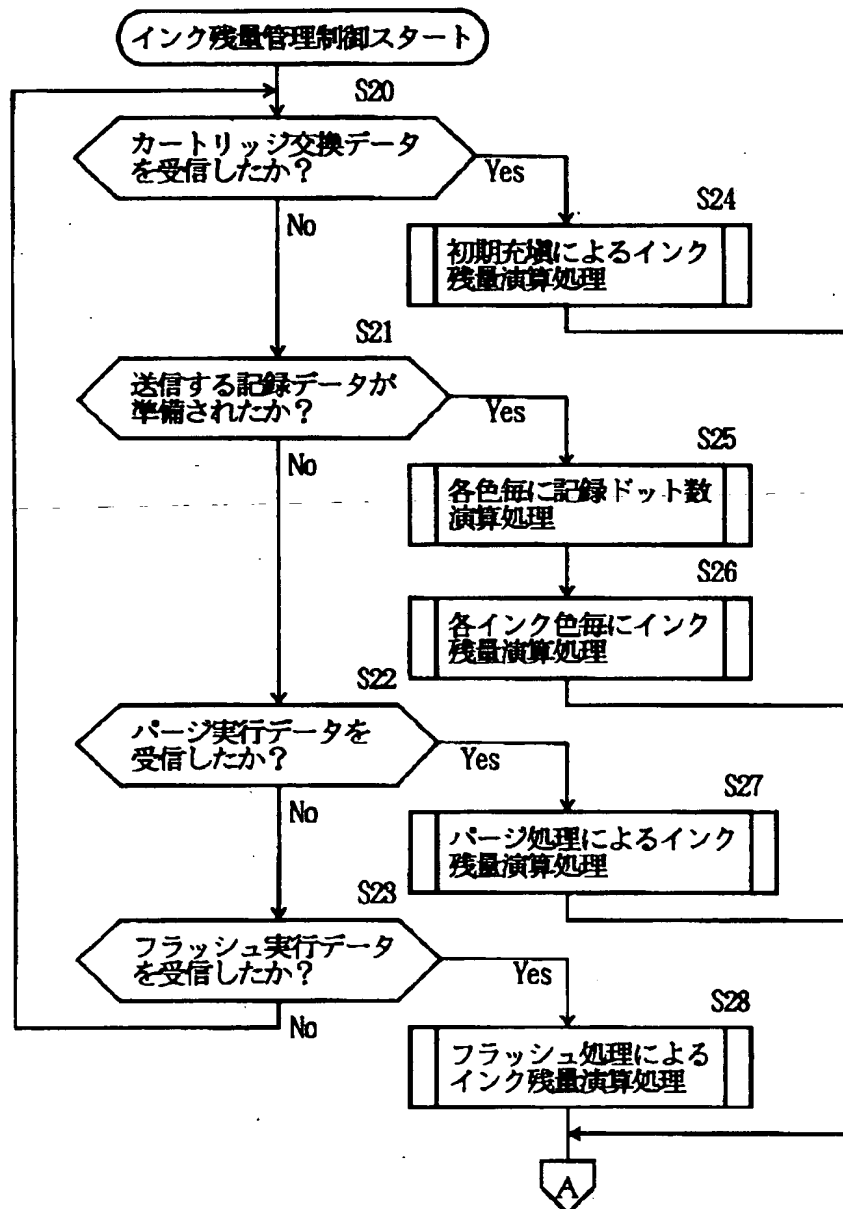 インク残量管理制御スタート
S20
カートリッジ交換データ
を受信したか?
Yes
No
S24
初期充塡によるインク
残量演算処理
S21
送信する記録データが
準備されたか?
Yes
No
S25
各色毎に記録ドット数
演算処理
S26
各インク色毎にインク
残量演算処理
S22
パージ実行データを
受信したか?
Yes
No
S27
パージ処理によるインク
残量演算処理
S23
フラッシュ実行データ
を受信したか?
Yes
No
S28
フラッシュ処理による
インク残量演算処理
A